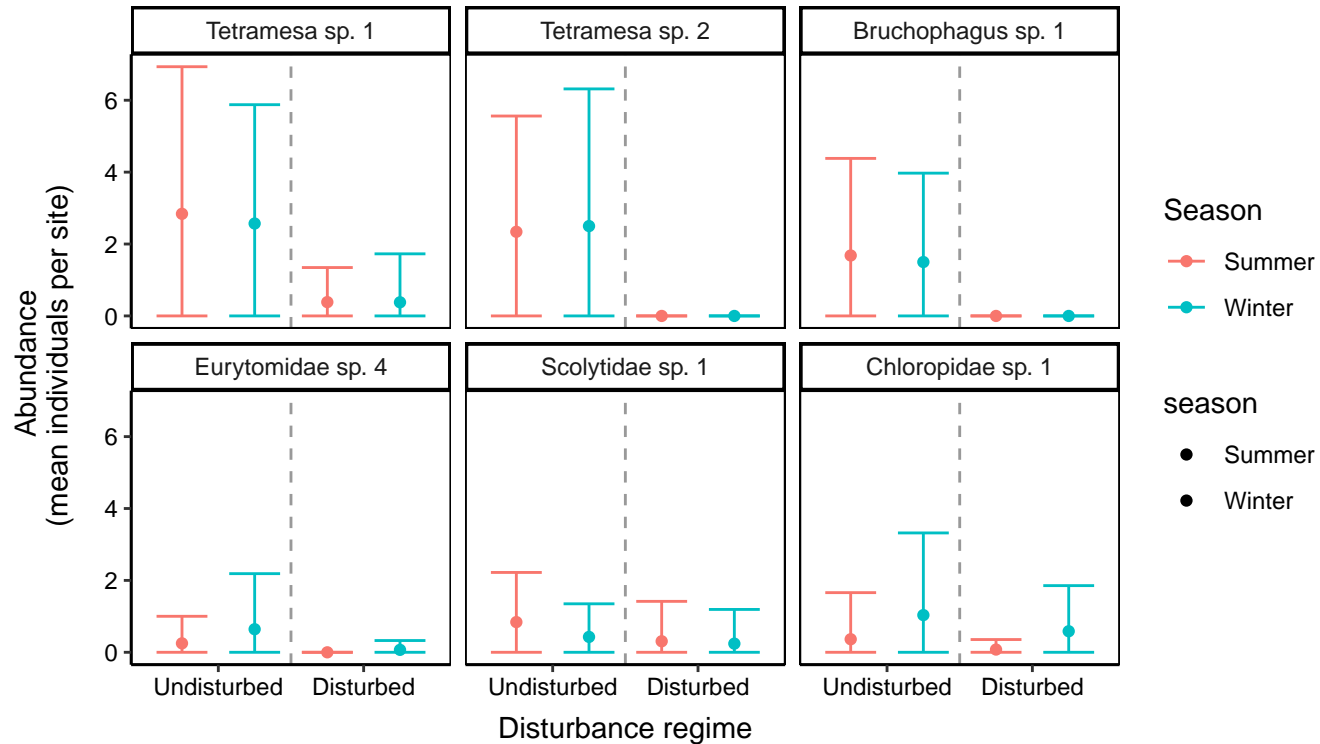 Tetramesa sp. 1
Tetramesa sp. 2
Bruchophagus sp. 1
6
4
2
0
Eurytomidae sp. 4
Scolytidae sp. 1
Chloropidae sp. 1
6
4
2
0
Undisturbed
Disturbed
Undisturbed
Disturbed
Undisturbed
Disturbed
Disturbance regime
Abundance
(mean individuals per site)
Season
Summer
Winter
season
Summer
Winter